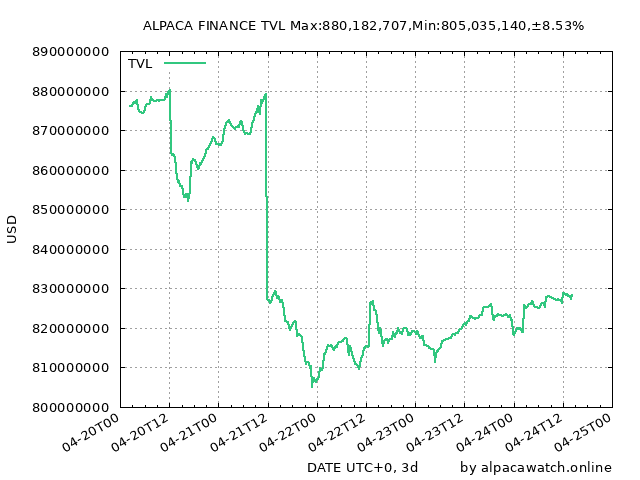 ALPACA FINANCE TVL Max:880,182,707,Min:805,035,140,±8.53%
TVL
890000000
880000000
870000000
860000000
850000000
840000000
830000000
820000000
810000000
800000000
USD
04-20T00
04-20T12
04-21T00
04-21T12
04-22T00
04-22T12
04-23T00
04-23T12
04-24T00
04-24T12
04-25T00
DATE UTC+0, 3d
by alpacawatch.online